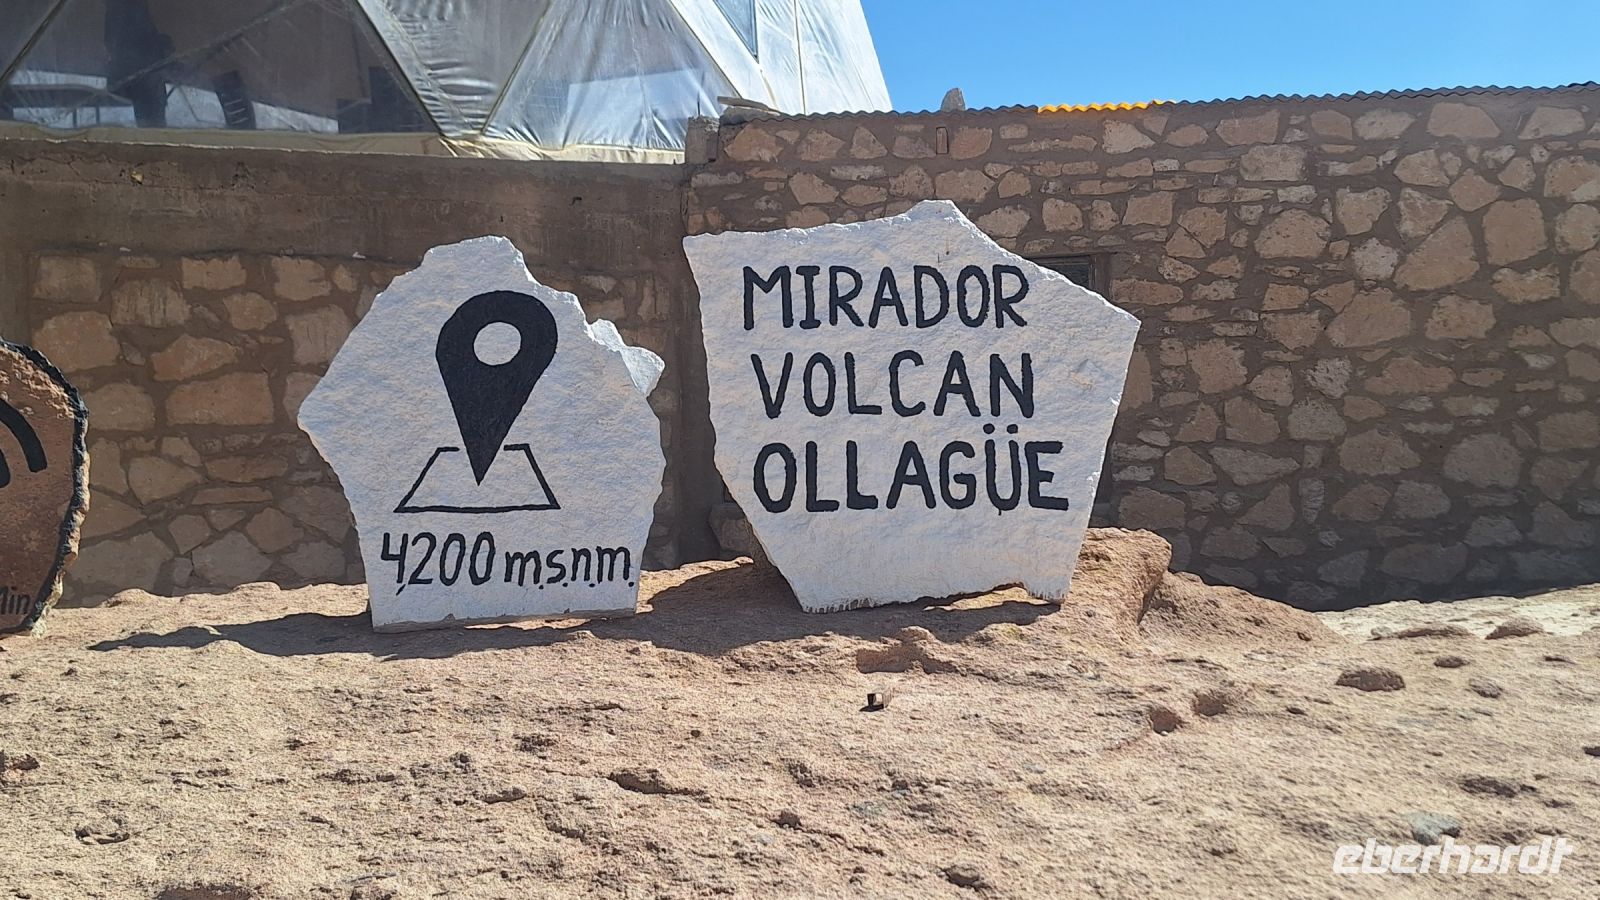 4200 m.s.n.m.
MIRADOR
VOLCAN
OLLAGÜE
eberhardt